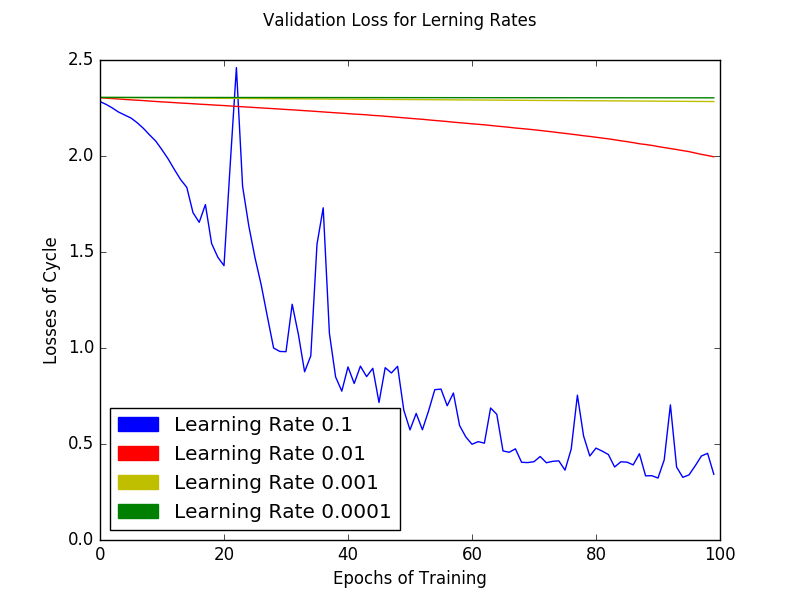 Validation Loss for Lerning Rates
2.5
2.0
1.5
1.0
0.5
0.0
Losses of Cycle
Learning Rate 0.1
Learning Rate 0.01
Learning Rate 0.001
Learning Rate 0.0001
0 20 40 60 80 100
Epochs of Training